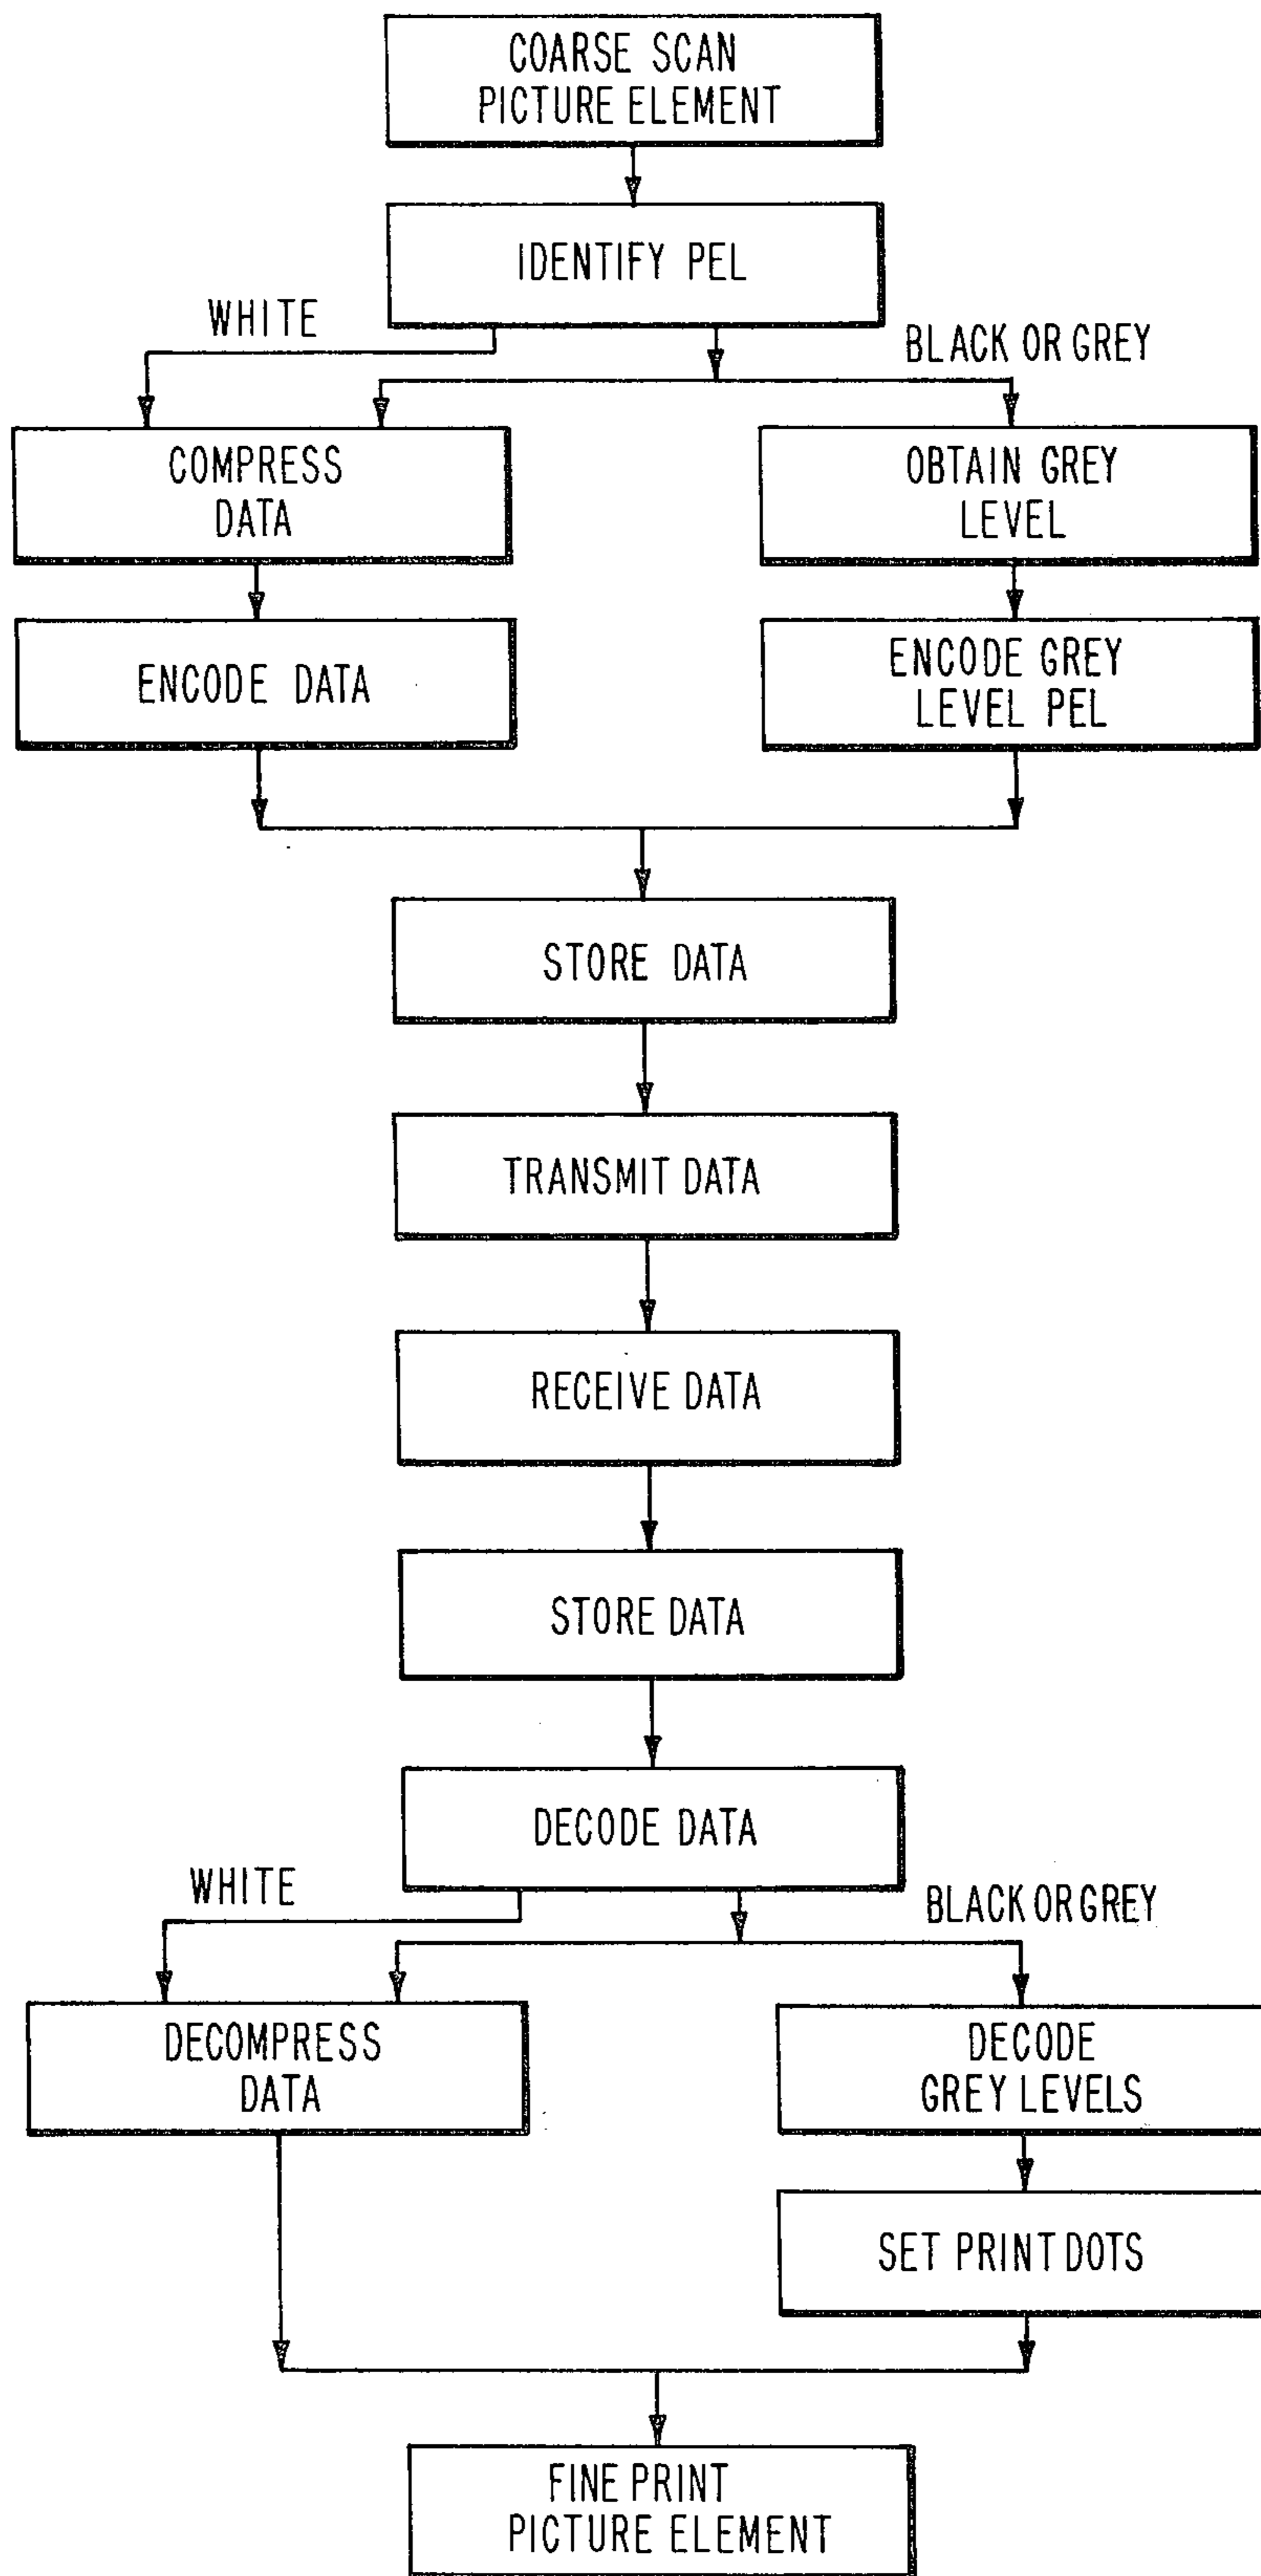 COARSE SCAN
PICTURE ELEMENT
IDENTIFY PEL
WHITE
BLACK OR GREY
COMPRESS
DATA
OBTAIN GREY
LEVEL
ENCODE DATA
ENCODE GREY
LEVEL PEL
STORE DATA
TRANSMIT DATA
RECEIVE DATA
STORE DATA
DECODE DATA
WHITE
BLACK OR GREY
DECOMPRESS
DATA
DECODE
GREY LEVELS
SET PRINT DOTS
FINE PRINT
PICTURE ELEMENT